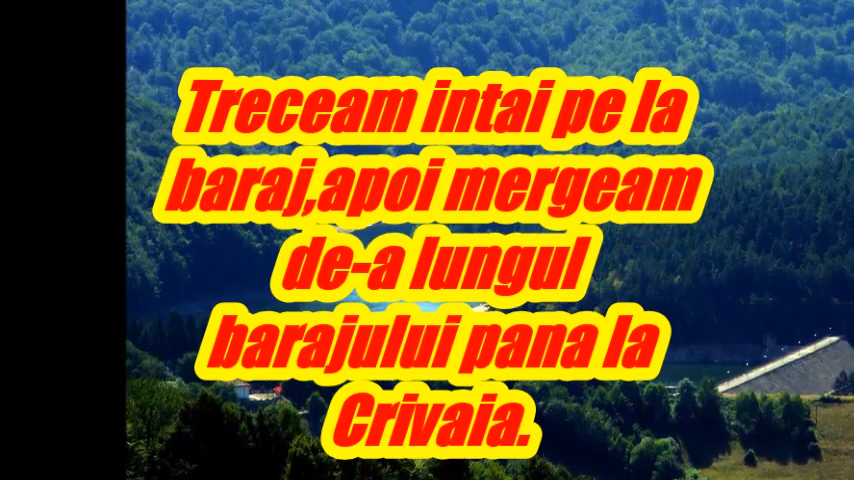 Treceam intai pe la
baraj,apoi mergeam
de-a lungul
barajului pana la
Crivaia.